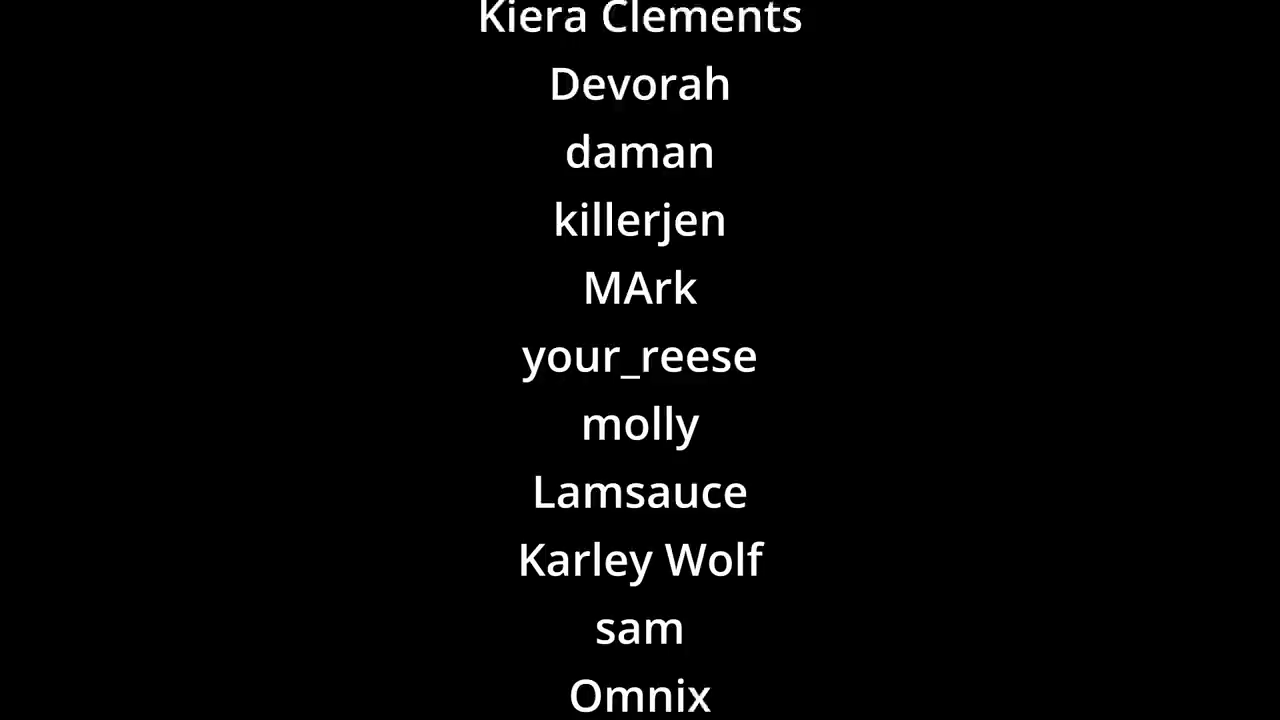 Kiera Clements
Devorah
daman
killerjen
MArk
your_reese
molly
Lamsauce
Karley Wolf
sam
Omnix